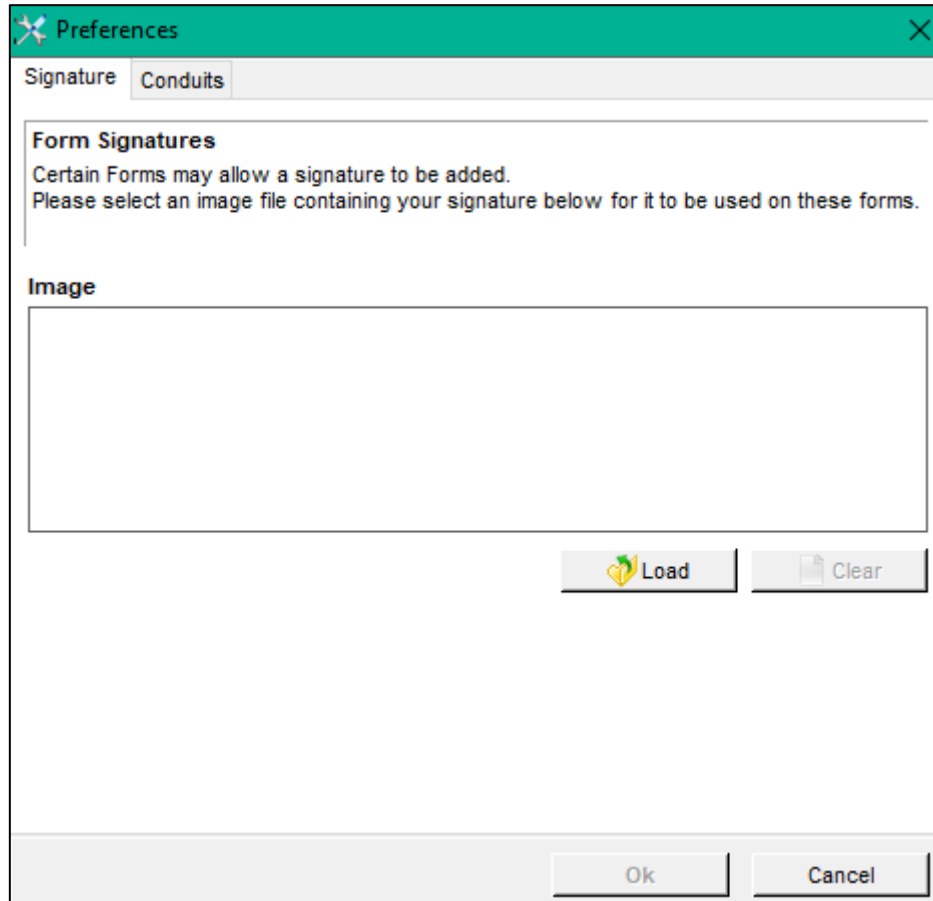 Preferences
Signature Conduits
Form Signatures
Certain Forms may allow a signature to be added.
Please select an image file containing your signature below for it to be used on these forms.
Image
Load Clear
Ok Cancel